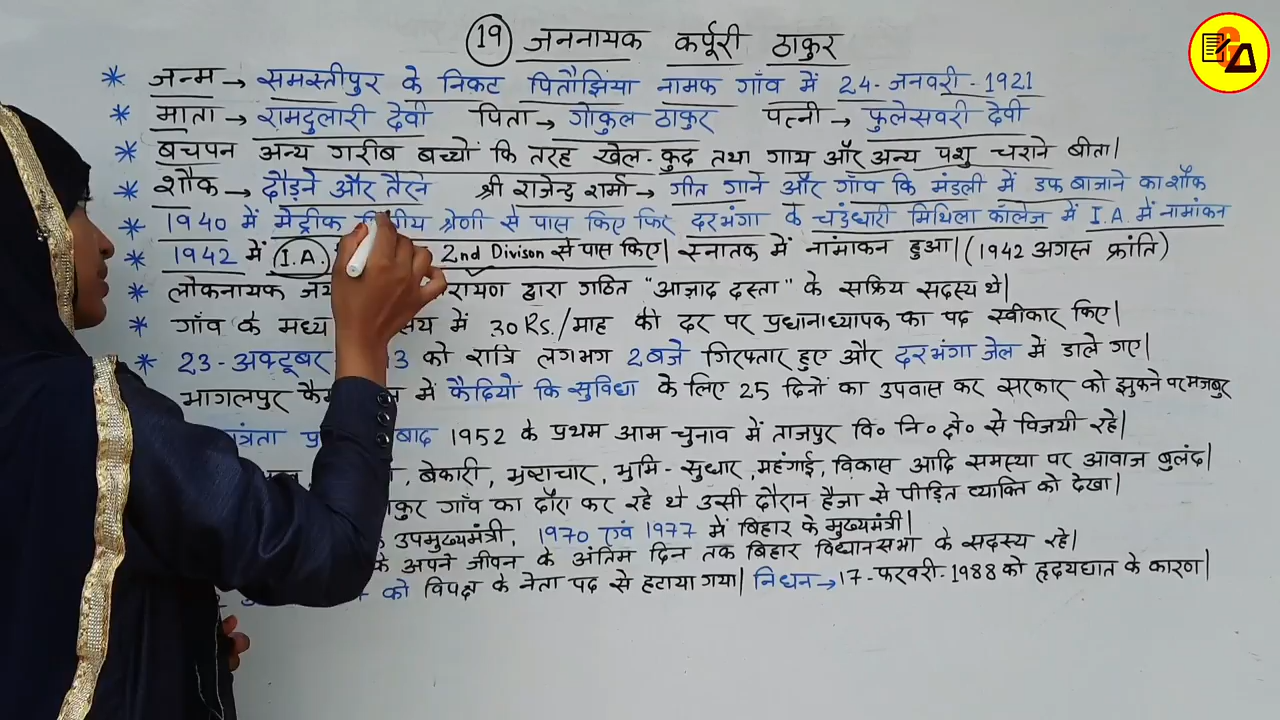 19 जननायक कर्पूरी ठाकुर
* जन्म → समस्तीपुर के निकट पितौझिया नामक गाँव में 24-जनवरी-1921
* माता → रामदुलारी देवी पिता → गोकुल ठाकुर पत्नी → फुलेसवरी देवी
* बचपन अन्य गरीब बच्चों कि तरह खेल-कुद तथा गाय और अन्य पशु चराने बीता।
* शौक → दौड़ने और तैरने श्री राजेन्द्र शर्मा → गीत गाने और गाँव कि मंडली में डफ बाजाने का शौक
* 1940 में मेट्रीक श्रेणी से पास किए फिर दरभंगा के चंडधारी मिथिला कॉलेज में I.A. में नामांकन
* 1942 में I.A. 2nd Divison से पास किए। स्नातक में नांमाकन हुआ। (1942 अगस्त क्रांति)
* लोकनायक द्वारा गठित "आज़ाद दस्ता" के सक्रिय सदस्य थे।
* गाँव के मध्य में 30 Rs./माह की दर पर प्रधानाध्यापक का पद स्वीकार किए।
* 23-अक्टूबर को रात्रि लगभग 2 बजे गिरफ्तार हुए और दरभंगा जेल में डाले गए।
भागलपुर में कैदियों कि सुविधा के लिए 25 दिनों का उपवास कर सरकार को झुकने पर मजबुर
बाद 1952 के प्रथम आम चुनाव में ताजपुर वि० नि० क्षे० से विजयी रहे।
, बेकारी, भ्रष्टाचार, भुमि-सुधार, महंगाई, विकास आदि समस्या पर आवाज बुलंद।
गाँव का दौरा कर रहे थे उसी दौरान हैजा से पीड़ित व्याक्ति को देखा।
के उपमुख्यमंत्री, 1970 एवं 1977 में बिहार के मुख्यमंत्री।
के अपने जीवन के अंतिम दिन तक बिहार विधानसभा के सदस्य रहे।
को विपक्ष के नेता पद से हटाया गया। निधन → 17-फरवरी-1988 को हृदयघात के कारण।